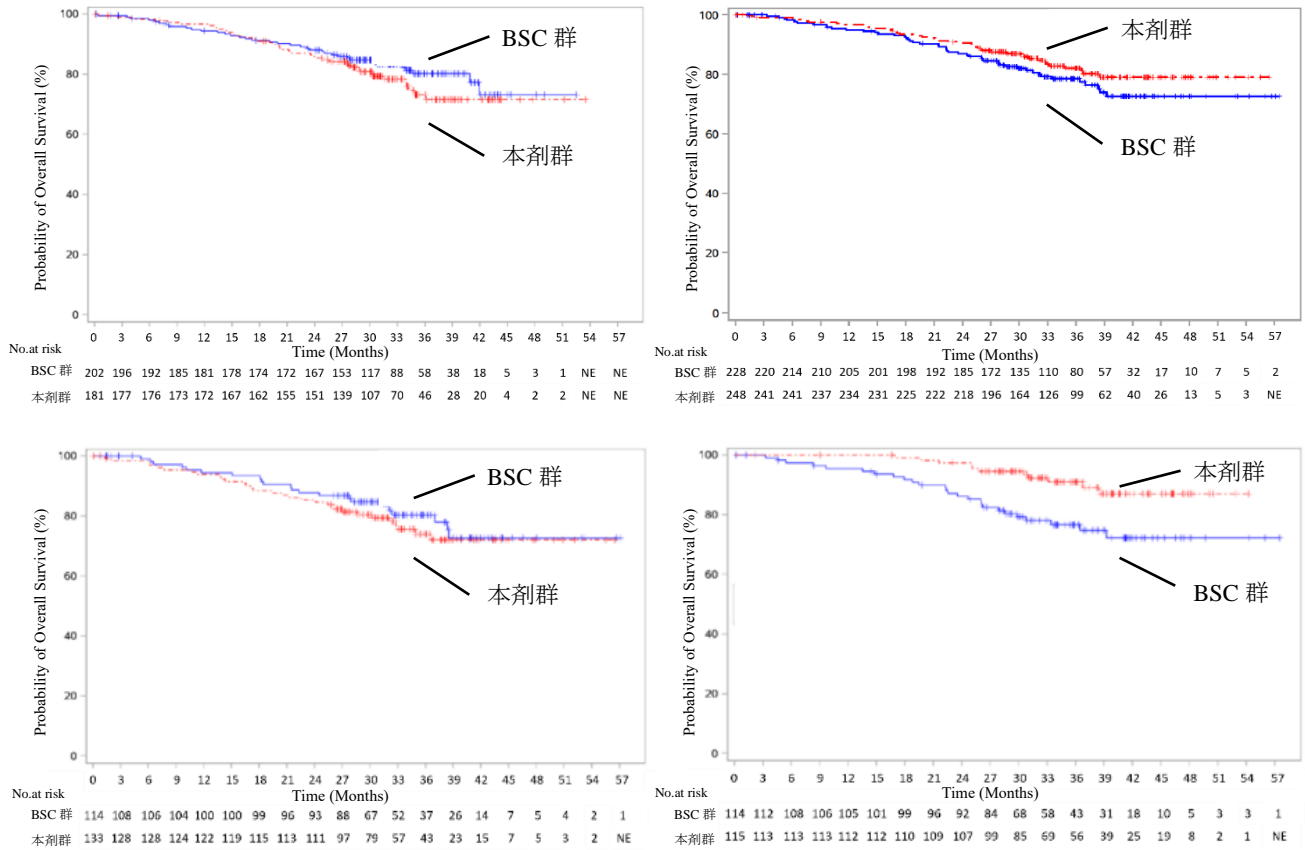 Probability of Overall Survival (%)
100
80
60
40
20
0
BSC 群
本剤群
0 3 6 9 12 15 18 21 24 27 30 33 36 39 42 45 48 51 54 57
Time (Months)
No.at risk
BSC 群 202 196 192 185 181 178 174 172 167 153 117 88 58 38 18 5 3 1 NE NE
本剤群 181 177 176 173 172 167 162 155 151 139 107 70 46 28 20 4 2 2 NE NE
Probability of Overall Survival (%)
100
80
60
40
20
0
本剤群
BSC 群
0 3 6 9 12 15 18 21 24 27 30 33 36 39 42 45 48 51 54 57
Time (Months)
No.at risk
BSC 群 228 220 214 210 205 201 198 192 185 172 135 110 80 57 32 17 10 7 5 2
本剤群 248 241 241 237 234 231 225 222 218 196 164 126 99 62 40 26 13 5 3 NE
Probability of Overall Survival (%)
100
80
60
40
20
0
BSC 群
本剤群
0 3 6 9 12 15 18 21 24 27 30 33 36 39 42 45 48 51 54 57
Time (Months)
No.at risk
BSC 群 114 108 106 104 100 100 99 96 93 88 67 52 37 26 14 7 5 4 2 1
本剤群 133 128 128 124 122 119 115 113 111 97 79 57 43 23 15 7 5 3 2 NE
Probability of Overall Survival (%)
100
80
60
40
20
0
本剤群
BSC 群
0 3 6 9 12 15 18 21 24 27 30 33 36 39 42 45 48 51 54 57
Time (Months)
No.at risk
BSC 群 114 112 108 106 105 101 99 96 92 84 68 58 43 31 18 10 5 3 3 1
本剤群 115 113 113 113 112 112 110 109 107 99 85 69 56 39 25 19 8 2 1 NE